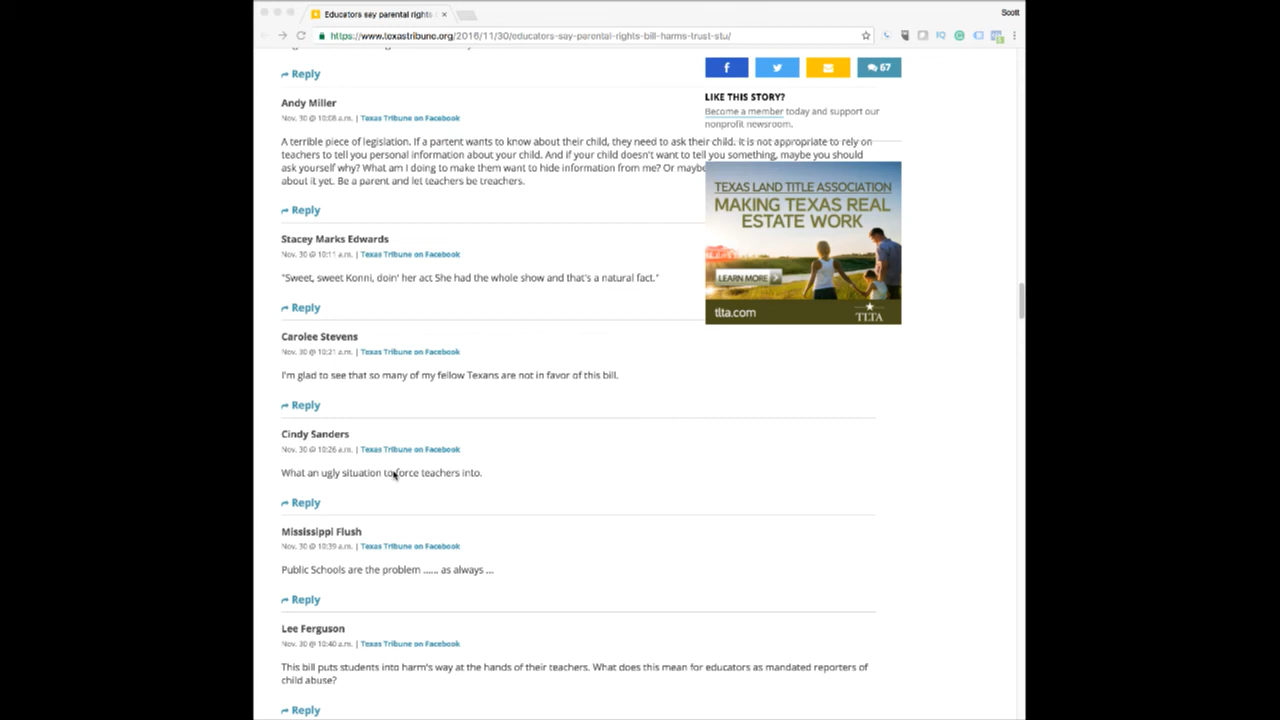 Educators say parental rights
Scott
https://www.texastribune.org/2016/11/30/educators-say-parental-rights-bill-harms-trust-stu/
Reply
67
LIKE THIS STORY?
Become a member today and support our
nonprofit newsroom.
Andy Miller
Nov. 30 @ 10:08 a.m. | Texas Tribune on Facebook
A terrible piece of legislation. If a partent wants to know about their child, they need to ask their child. It is not appropriate to rely on
teachers to tell you personal information about your child. And if your child doesn't want to tell you something, maybe you should
ask yourself why? What am I doing to make them want to hide information from me? Or maybe
about it yet. Be a parent and let teachers be treachers.
Reply
TEXAS LAND TITLE ASSOCIATION
MAKING TEXAS REAL
ESTATE WORK
LEARN MORE
tlta.com
TLTA
Stacey Marks Edwards
Nov. 30 @ 10:11 a.m. | Texas Tribune on Facebook
"Sweet, sweet Konni, doin' her act She had the whole show and that's a natural fact."
Reply
Carolee Stevens
Nov. 30 @ 10:21 a.m. | Texas Tribune on Facebook
I'm glad to see that so many of my fellow Texans are not in favor of this bill.
Reply
Cindy Sanders
Nov. 30 @ 10:26 a.m. | Texas Tribune on Facebook
What an ugly situation to force teachers into.
Reply
Mississippi Flush
Nov. 30 @ 10:39 a.m. | Texas Tribune on Facebook
Public Schools are the problem ...... as always ...
Reply
Lee Ferguson
Nov. 30 @ 10:40 a.m. | Texas Tribune on Facebook
This bill puts students into harm's way at the hands of their teachers. What does this mean for educators as mandated reporters of
child abuse?
Reply